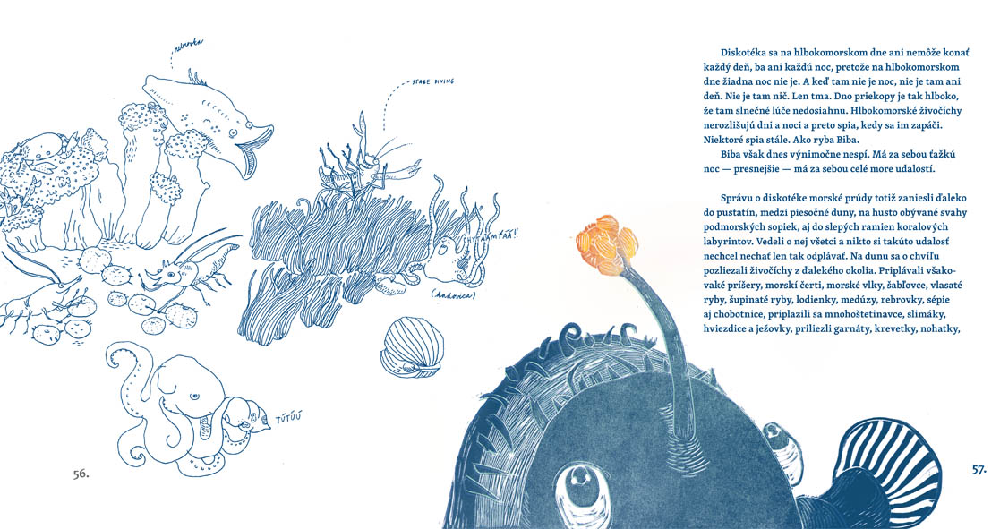 rebrovka
STAGE DIVING
CHYTÁÁMŤÁÁ!!
(hadovica)
TÚTÚÚ
56.
Diskotéka sa na hlbokomorskom dne ani nemôže konať
každý deň, ba ani každú noc, pretože na hlbokomorskom
dne žiadna noc nie je. A keď tam nie je noc, nie je tam ani
deň. Nie je tam nič. Len tma. Dno priekopy je tak hlboko,
že tam slnečné lúče nedosiahnu. Hlbokomorské živočíchy
nerozlišujú dni a noci a preto spia, kedy sa im zapáči.
Niektoré spia stále. Ako ryba Biba.
Biba však dnes výnimočne nespí. Má za sebou ťažkú
noc — presnejšie — má za sebou celé more udalostí.
Správu o diskotéke morské prúdy totiž zaniesli ďaleko
do pustatín, medzi piesočné duny, na husto obývané svahy
podmorských sopiek, aj do slepých ramien koralových
labyrintov. Vedeli o nej všetci a nikto si takúto udalosť
nechcel nechať len tak odplávať. Na dunu sa o chvíľu
pozliezali živočíchy z ďalekého okolia. Priplávali všako-
vaké príšery, morskí čerti, morské vlky, šabľovce, vlasaté
ryby, šupinaté ryby, lodienky, medúzy, rebrovky, sépie
aj chobotnice, priplazili sa mnohoštetinavce, slimáky,
hviezdice a ježovky, priliezli garnáty, krevetky, nohatky,
57.